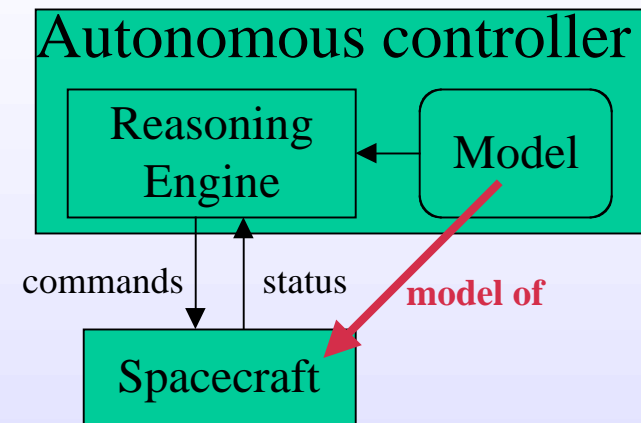 Autonomous controller
Reasoning
Engine
Model
commands
status
model of
Spacecraft